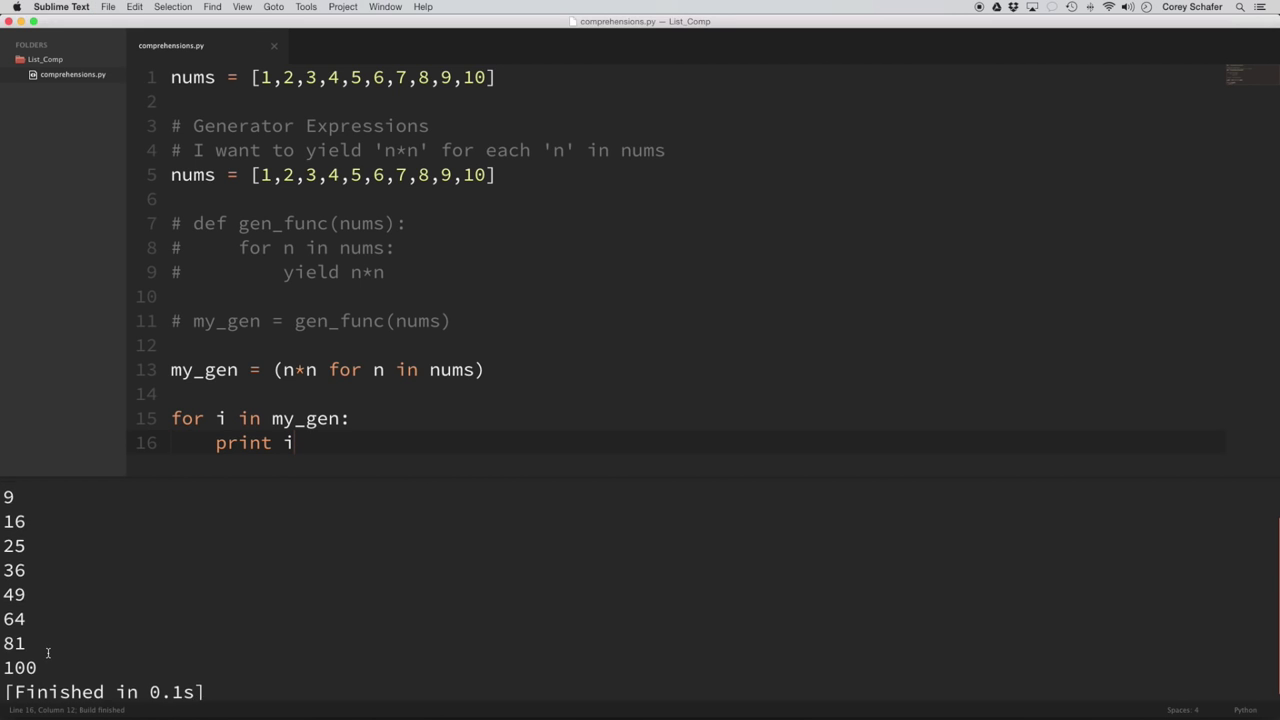 Sublime Text File Edit Selection Find View Goto Tools Project Window Help Corey Schafer
comprehensions.py — List_Comp
FOLDERS
List_Comp
comprehensions.py
comprehensions.py
1 nums = [1,2,3,4,5,6,7,8,9,10]
2
3 # Generator Expressions
4 # I want to yield 'n*n' for each 'n' in nums
5 nums = [1,2,3,4,5,6,7,8,9,10]
6
7 # def gen_func(nums):
8 #     for n in nums:
9 #         yield n*n
10
11 # my_gen = gen_func(nums)
12
13 my_gen = (n*n for n in nums)
14
15 for i in my_gen:
16     print i
9
16
25
36
49
64
81
100
[Finished in 0.1s]
Line 16, Column 12; Build finished Spaces: 4 Python